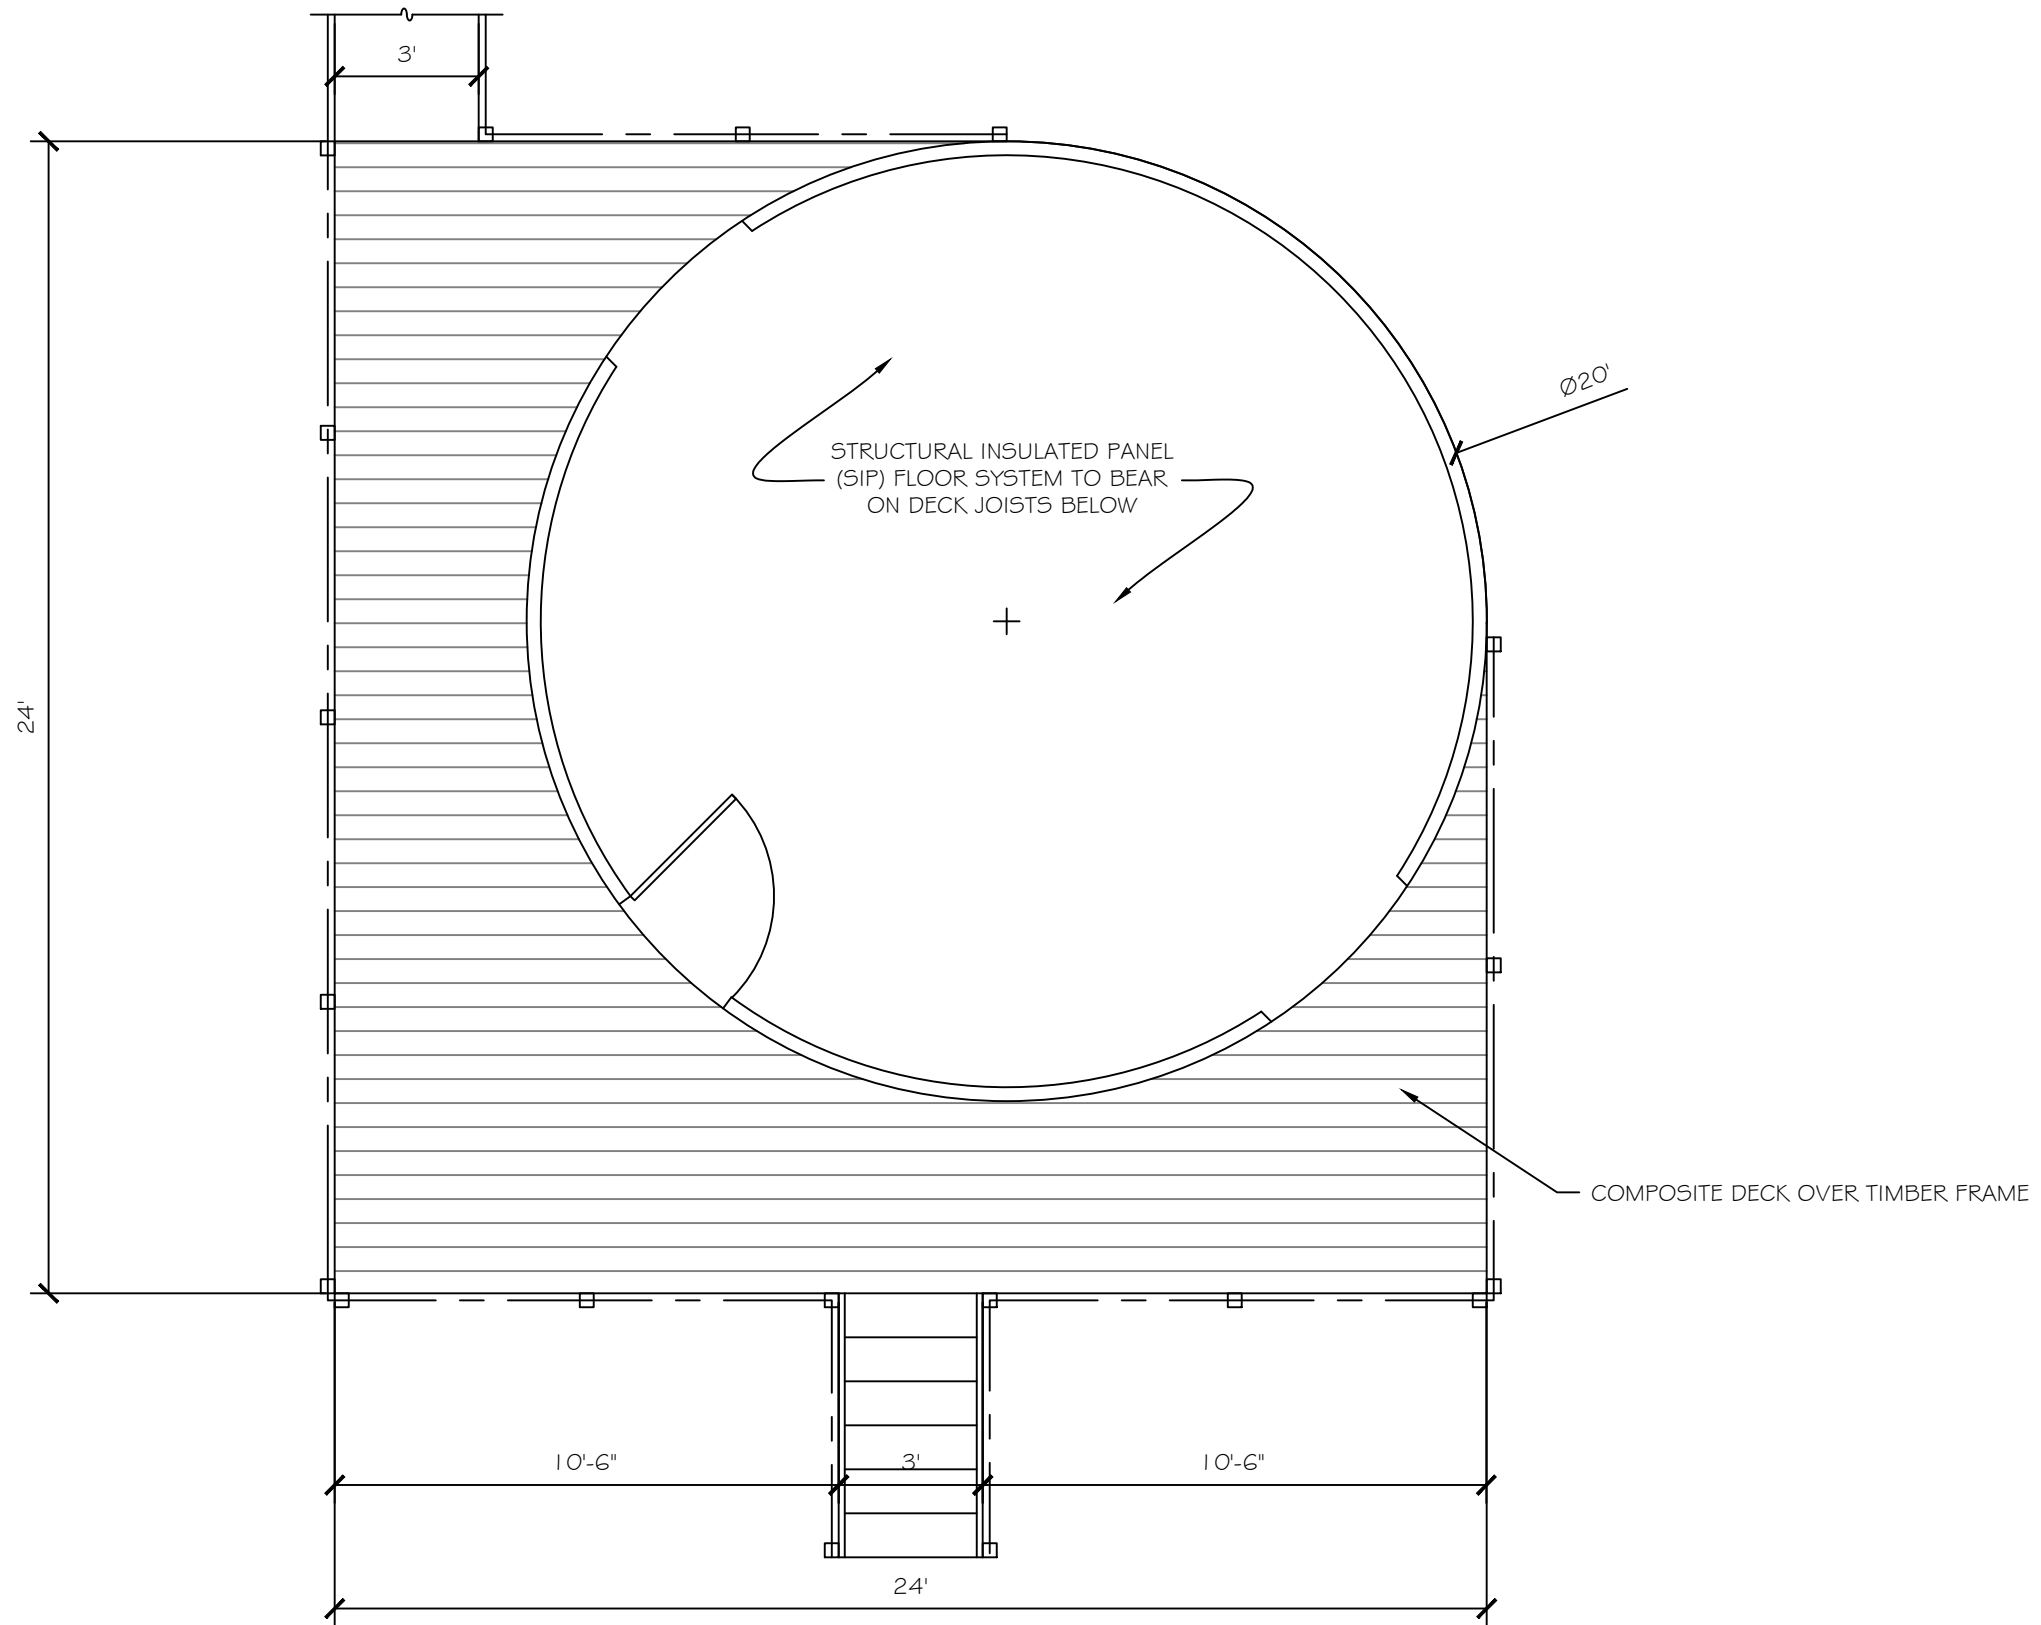 3'
Ø20'
STRUCTURAL INSULATED PANEL
(SIP) FLOOR SYSTEM TO BEAR
ON DECK JOISTS BELOW
24'
COMPOSITE DECK OVER TIMBER FRAME
10'-6"
3'
10'-6"
24'